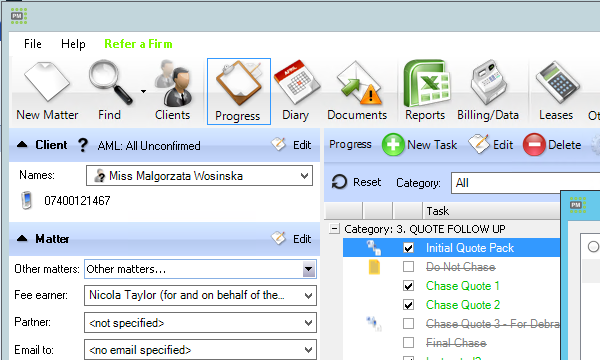 PM
File Help Refer a Firm
New Matter Find Clients Progress Diary Documents Reports Billing/Data Leases
Client ? AML: All Unconfirmed Edit
Progress New Task Edit Delete
Names: ? Miss Malgorzata Wosinska
Reset Category: All
07400121467
Task
PM
Category: 3. QUOTE FOLLOW UP
Matter Edit
Initial Quote Pack
Other matters: Other matters...
Do Not Chase
Fee earner: Nicola Taylor (for and on behalf of the...
Chase Quote 1
Chase Quote 2
Partner: <not specified>
Chase Quote 3 - For Debra
Email to: <no email specified>
Final Chase